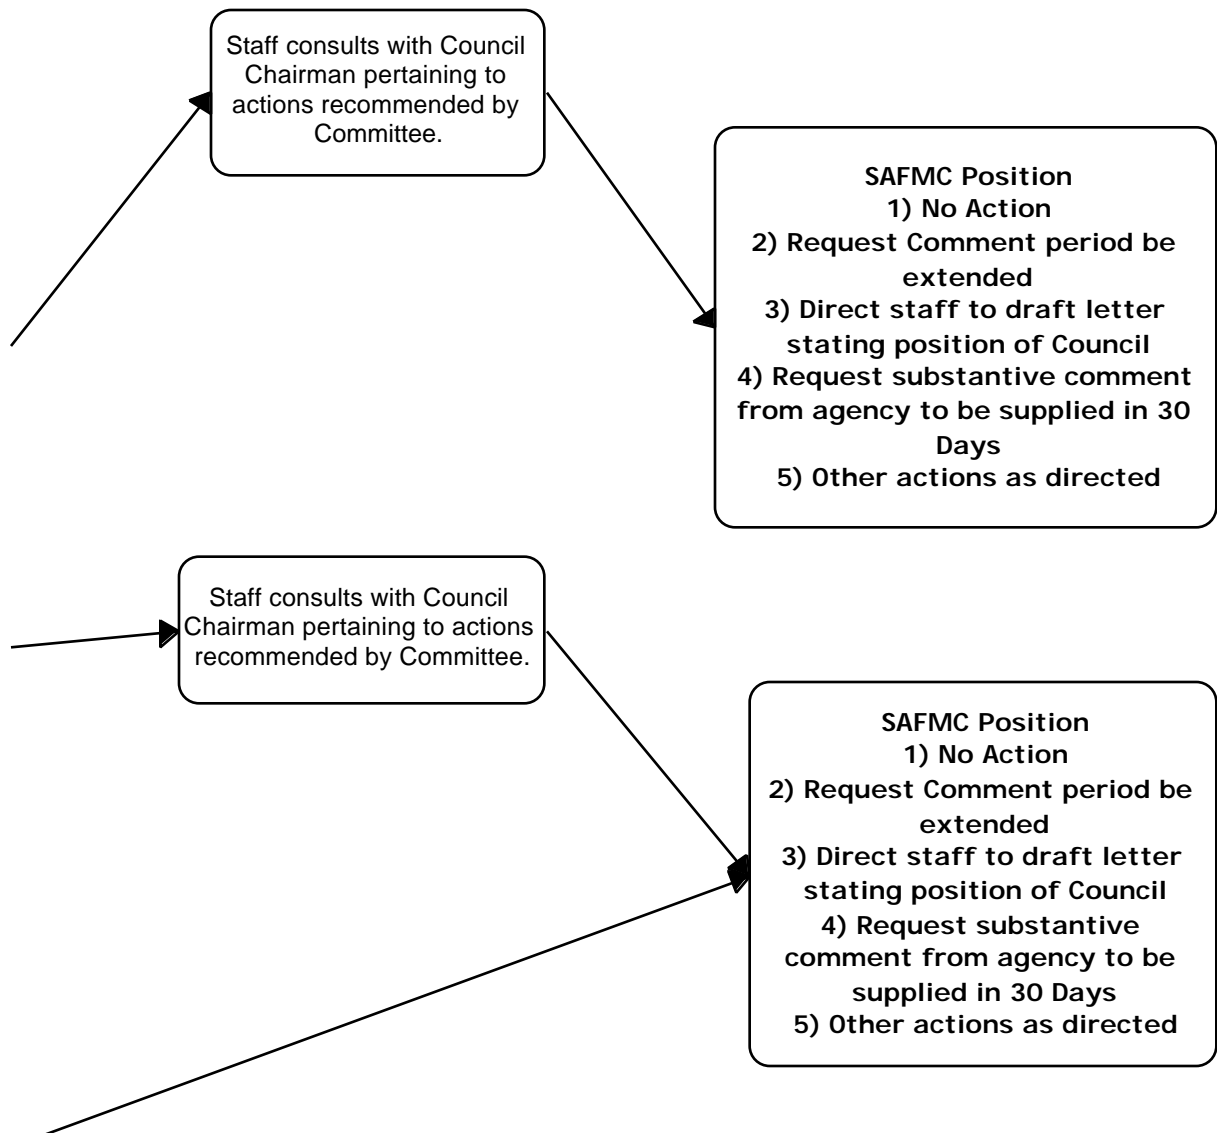 Staff consults with Council
Chairman pertaining to
actions recommended by
Committee.
SAFMC Position
1) No Action
2) Request Comment period be
extended
3) Direct staff to draft letter
stating position of Council
4) Request substantive comment
from agency to be supplied in 30
Days
5) Other actions as directed
Staff consults with Council
Chairman pertaining to actions
recommended by Committee.
SAFMC Position
1) No Action
2) Request Comment period be
extended
3) Direct staff to draft letter
stating position of Council
4) Request substantive
comment from agency to be
supplied in 30 Days
5) Other actions as directed